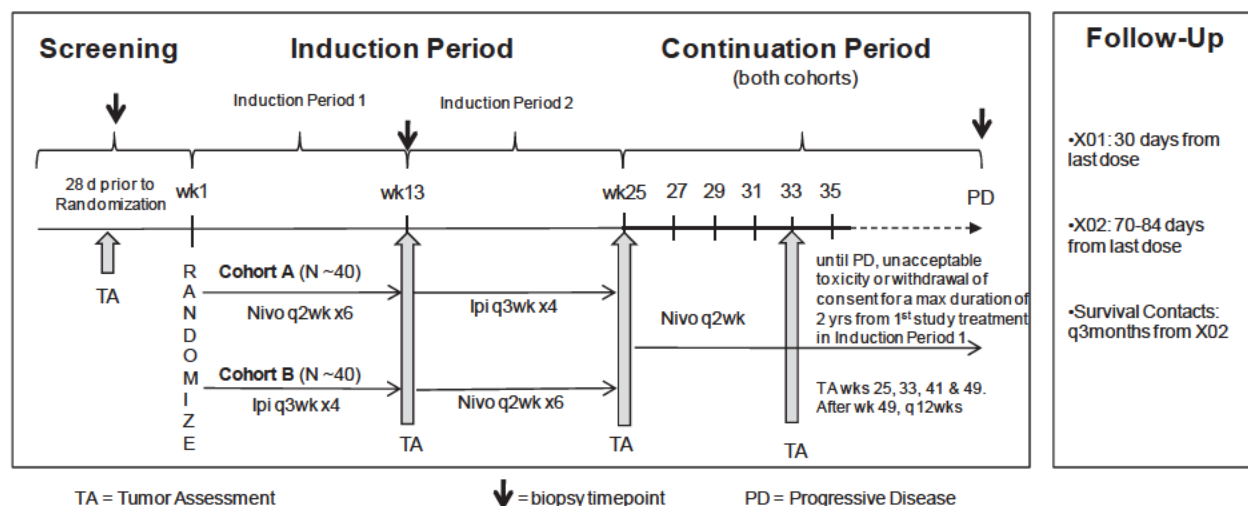 Screening
Induction Period
Continuation Period
(both cohorts)
Induction Period 1
Induction Period 2
28 d prior to
Randomization
wk1
wk13
wk25
27
29
31
33
35
PD
TA
RANDOMIZE
Cohort A (N ~40)
Nivo q2wk x6
Ipi q3wk x4
Cohort B (N ~40)
Ipi q3wk x4
Nivo q2wk x6
TA
TA
Nivo q2wk
until PD, unacceptable
toxicity or withdrawal of
consent for a max duration of
2 yrs from 1st study treatment
in Induction Period 1
TA wks 25, 33, 41 & 49.
After wk 49, q12wks
TA
Follow-Up
•X01: 30 days from
last dose
•X02: 70-84 days
from last dose
•Survival Contacts:
q3months from X02
TA = Tumor Assessment
= biopsy timepoint
PD = Progressive Disease